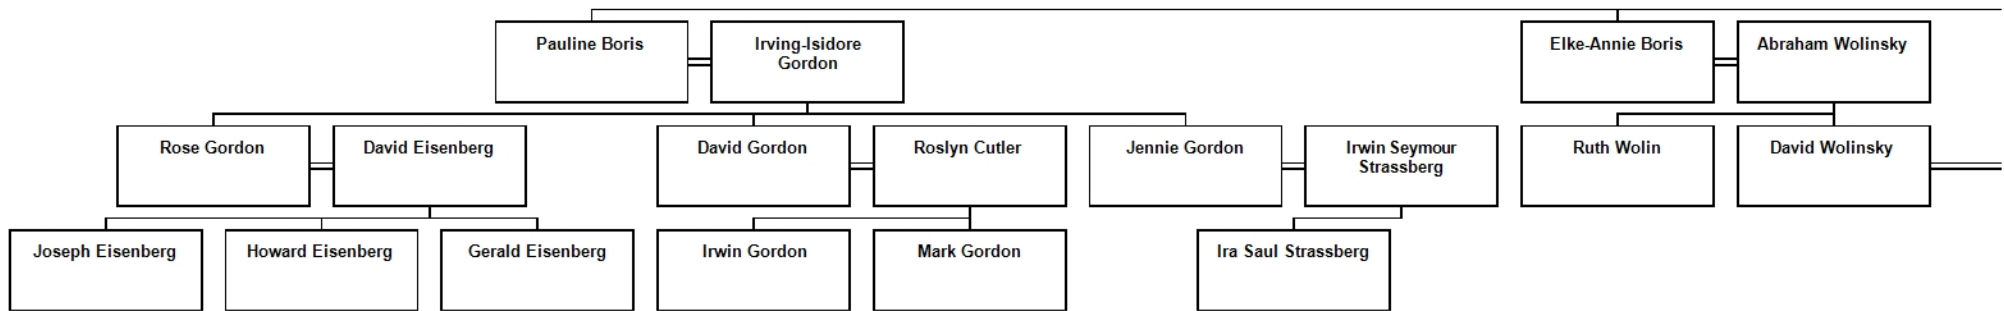 Pauline Boris
Irving-Isidore
Gordon
Elke-Annie Boris
Abraham Wolinsky
Rose Gordon
David Eisenberg
David Gordon
Roslyn Cutler
Jennie Gordon
Irwin Seymour
Strassberg
Ruth Wolin
David Wolinsky
Joseph Eisenberg
Howard Eisenberg
Gerald Eisenberg
Irwin Gordon
Mark Gordon
Ira Saul Strassberg